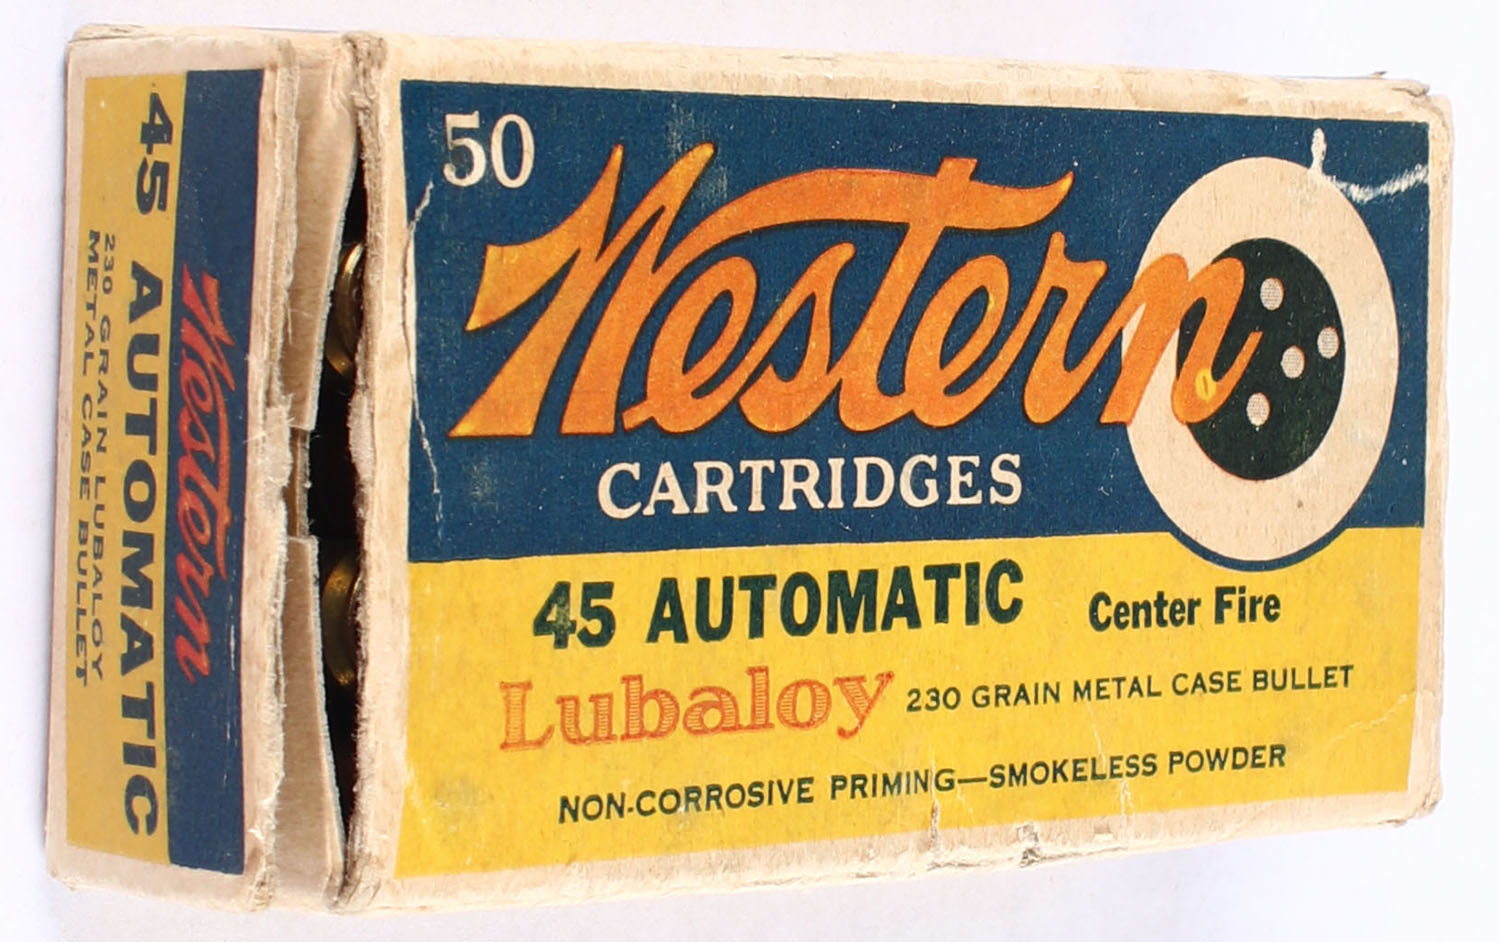 50
Western
CARTRIDGES
45 AUTOMATIC Center Fire
Lubaloy 230 GRAIN METAL CASE BULLET
NON-CORROSIVE PRIMING—SMOKELESS POWDER
Western
45 AUTOMATIC
230 GRAIN LUBALOY
METAL CASE BULLET